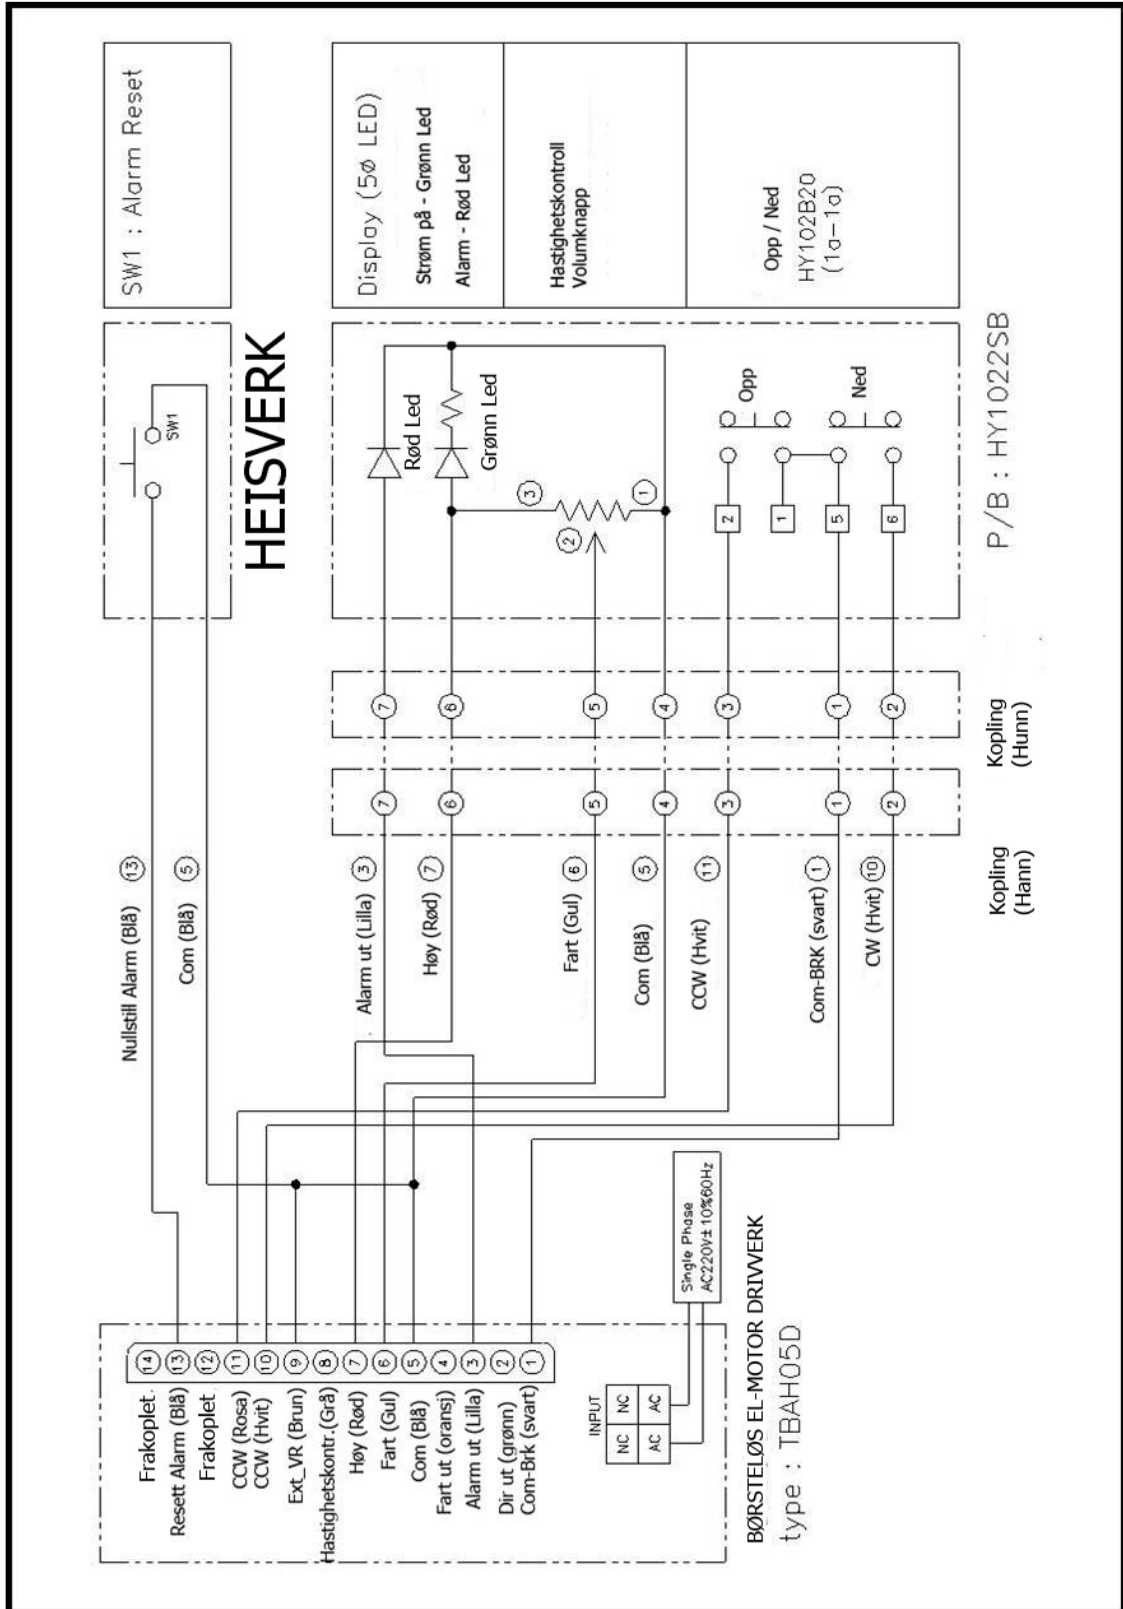 SW1 : Alarm Reset
SW1
HEISVERK
Display (5ø LED)
Strøm på - Grønn Led
Alarm - Rød Led
Hastighetskontroll
Volumknapp
Opp / Ned
HY102B20
(1a-1a)
Rød Led
Grønn Led
3
2
1
Opp
Ned
2
1
5
6
P/B : HY1022SB
7
6
5
4
3
1
2
Kopling
(Hunn)
7
6
5
4
3
1
2
Kopling
(Hann)
Nullstill Alarm (Blå) 13
Com (Blå) 5
Alarm ut (Lilla) 3
Høy (Rød) 7
Fart (Gul) 6
Com (Blå) 5
CCW (Hvit) 11
Com-BRK (svart) 1
CW (Hvit) 10
Frakoplet. 14
Resett Alarm (Blå) 13
Frakoplet 12
CCW (Rosa) 11
CCW (Hvit) 10
Ext_VR (Brun) 9
Hastighetskontr.(Grå) 8
Høy (Rød) 7
Fart (Gul) 6
Com (Blå) 5
Fart ut (oransj) 4
Alarm ut (Lilla) 3
Dir ut (grønn) 2
Com-Brk (svart) 1
INPUT
NC NC
AC AC
Single Phase
AC220V±10%60Hz
BØRSTELØS EL-MOTOR DRIVVERK
type : TBAH05D